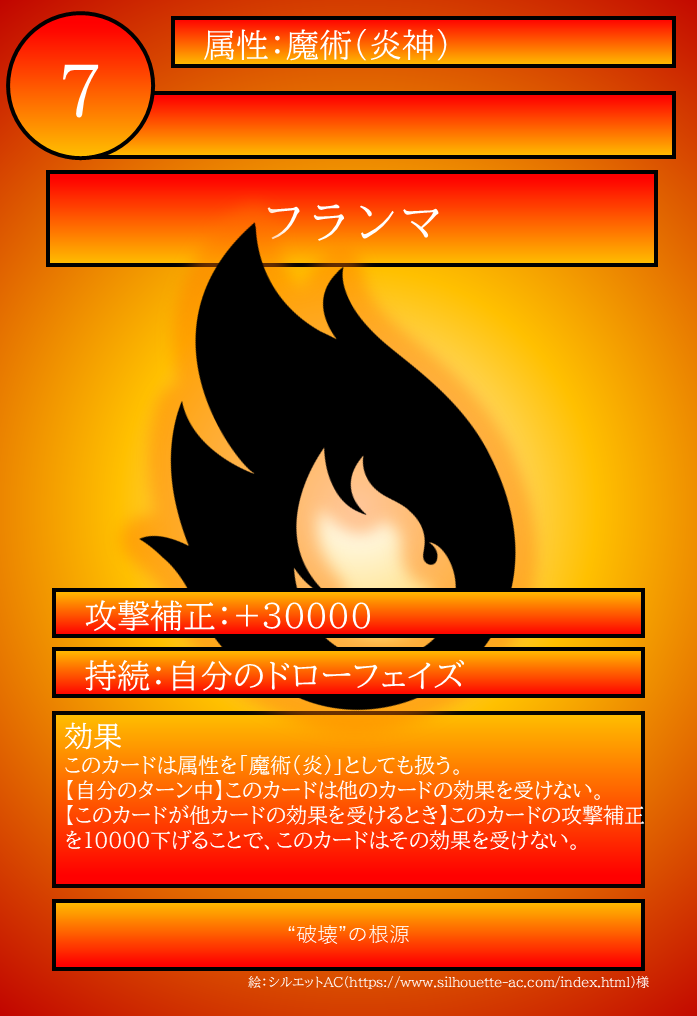 7
属性：魔術（炎神）
フランマ
攻撃補正：＋30000
持続：自分のドローフェイズ
効果
このカードは属性を「魔術（炎）」としても扱う。
【自分のターン中】このカードは他のカードの効果を受けない。
【このカードが他カードの効果を受けるとき】このカードの攻撃補正
を10000下げることで、このカードはその効果を受けない。
“破壊”の根源
絵：シルエットAC（https://www.silhouette-ac.com/index.html）様